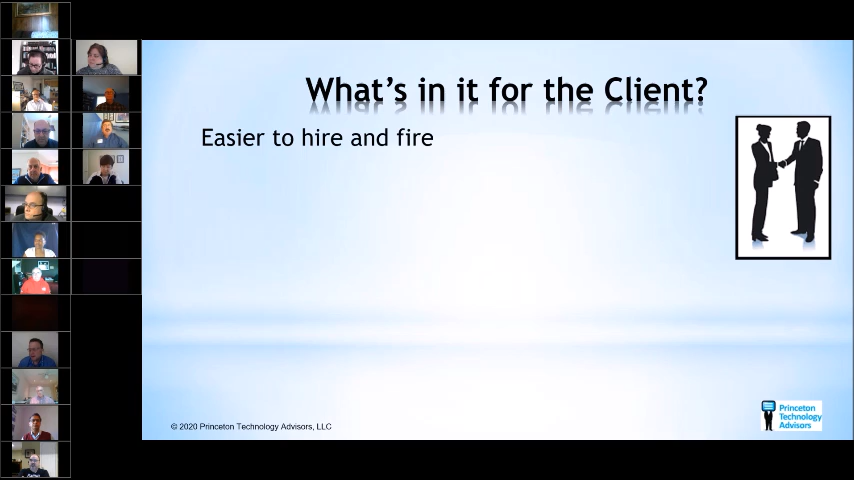 What's in it for the Client?
Easier to hire and fire
© 2020 Princeton Technology Advisors, LLC
Princeton
Technology
Advisors